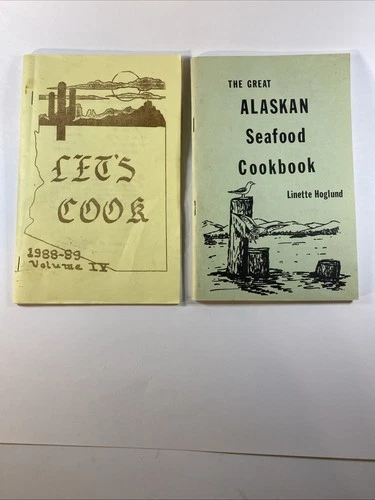 LET'S
COOK
1988-89
Volume IV
THE GREAT
ALASKAN
Seafood
Cookbook
Linette Hoglund